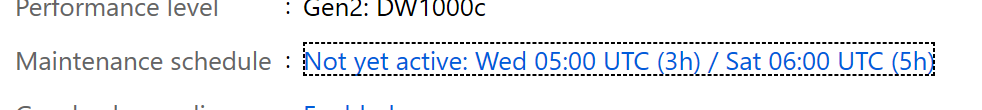 Performance level : Gen2: DW1000c
Maintenance schedule : Not yet active: Wed 05:00 UTC (3h) / Sat 06:00 UTC (5h)